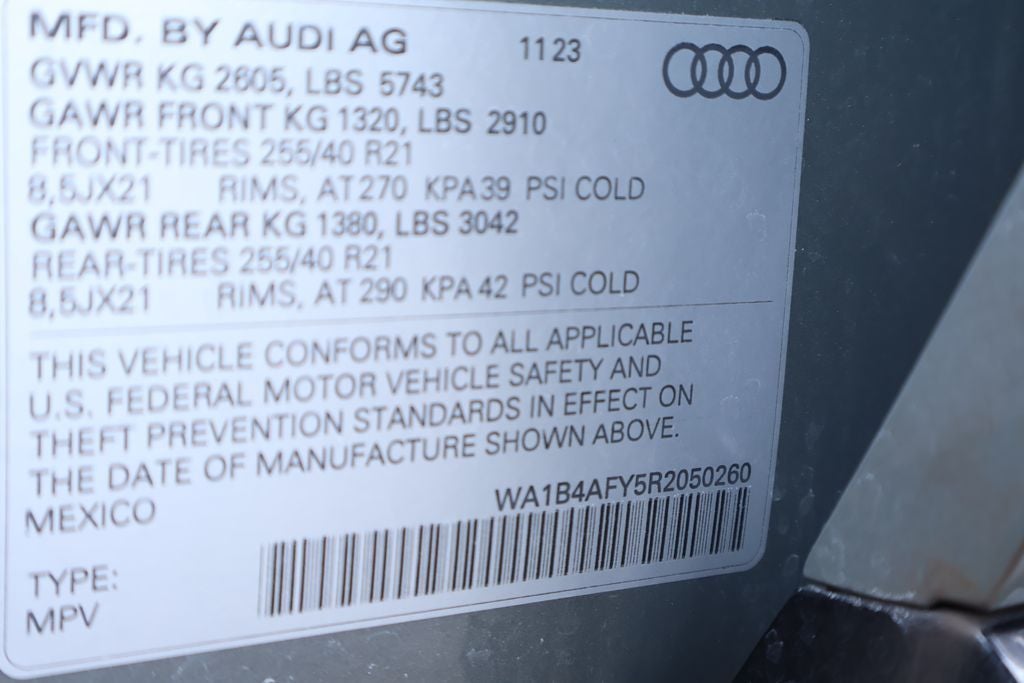 MFD. BY AUDI AG 11 23
GVWR KG 2605, LBS 5743
GAWR FRONT KG 1320, LBS 2910
FRONT-TIRES 255/40 R21
8,5JX21 RIMS, AT 270 KPA 39 PSI COLD
GAWR REAR KG 1380, LBS 3042
REAR-TIRES 255/40 R21
8,5JX21 RIMS, AT 290 KPA 42 PSI COLD
THIS VEHICLE CONFORMS TO ALL APPLICABLE
U.S. FEDERAL MOTOR VEHICLE SAFETY AND
THEFT PREVENTION STANDARDS IN EFFECT ON
THE DATE OF MANUFACTURE SHOWN ABOVE.
MEXICO
WA1B4AFY5R2050260
TYPE:
MPV